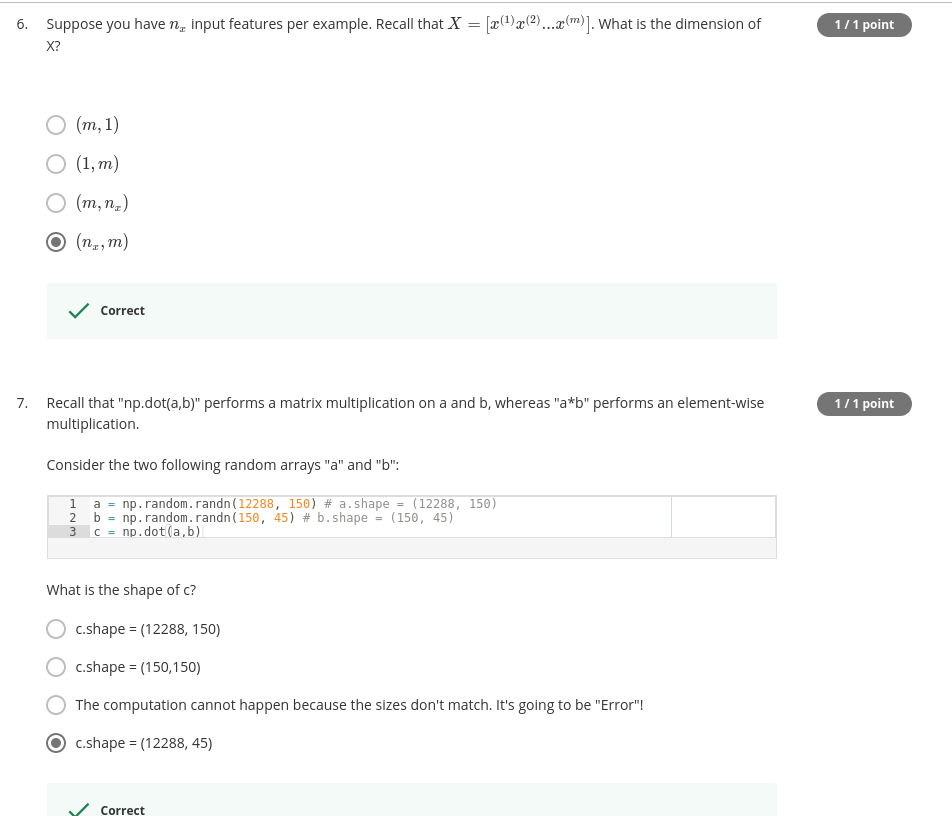 6. Suppose you have nₓ input features per example. Recall that X = [x⁽¹⁾x⁽²⁾...x⁽ᵐ⁾]. What is the dimension of 1 / 1 point
X?
(m, 1)
(1, m)
(m, nₓ)
(nₓ, m)
Correct
7. Recall that "np.dot(a,b)" performs a matrix multiplication on a and b, whereas "a*b" performs an element-wise 1 / 1 point
multiplication.
Consider the two following random arrays "a" and "b":
1 a = np.random.randn(12288, 150) # a.shape = (12288, 150)
2 b = np.random.randn(150, 45) # b.shape = (150, 45)
3 c = np.dot(a,b)
What is the shape of c?
c.shape = (12288, 150)
c.shape = (150,150)
The computation cannot happen because the sizes don't match. It's going to be "Error"!
c.shape = (12288, 45)
Correct